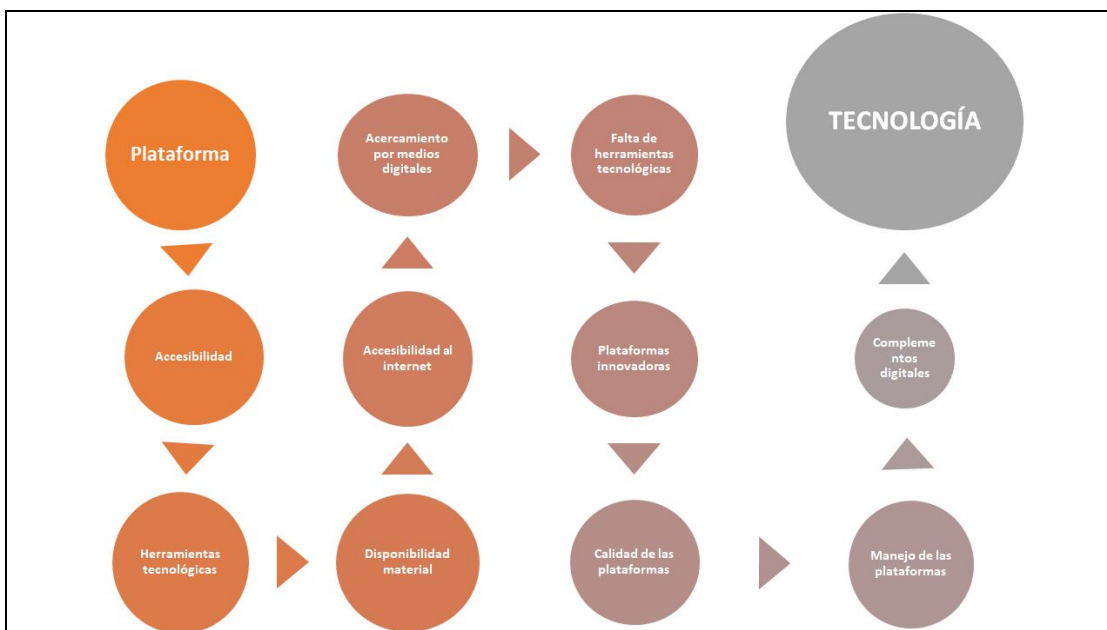 Plataforma
Accesibilidad
Herramientas
tecnológicas
Disponibilidad
material
Accesibilidad al
internet
Acercamiento
por medios
digitales
Falta de
herramientas
tecnológicas
Plataformas
innovadoras
Calidad de las
plataformas
Manejo de las
plataformas
Compleme
ntos
digitales
TECNOLOGÍA